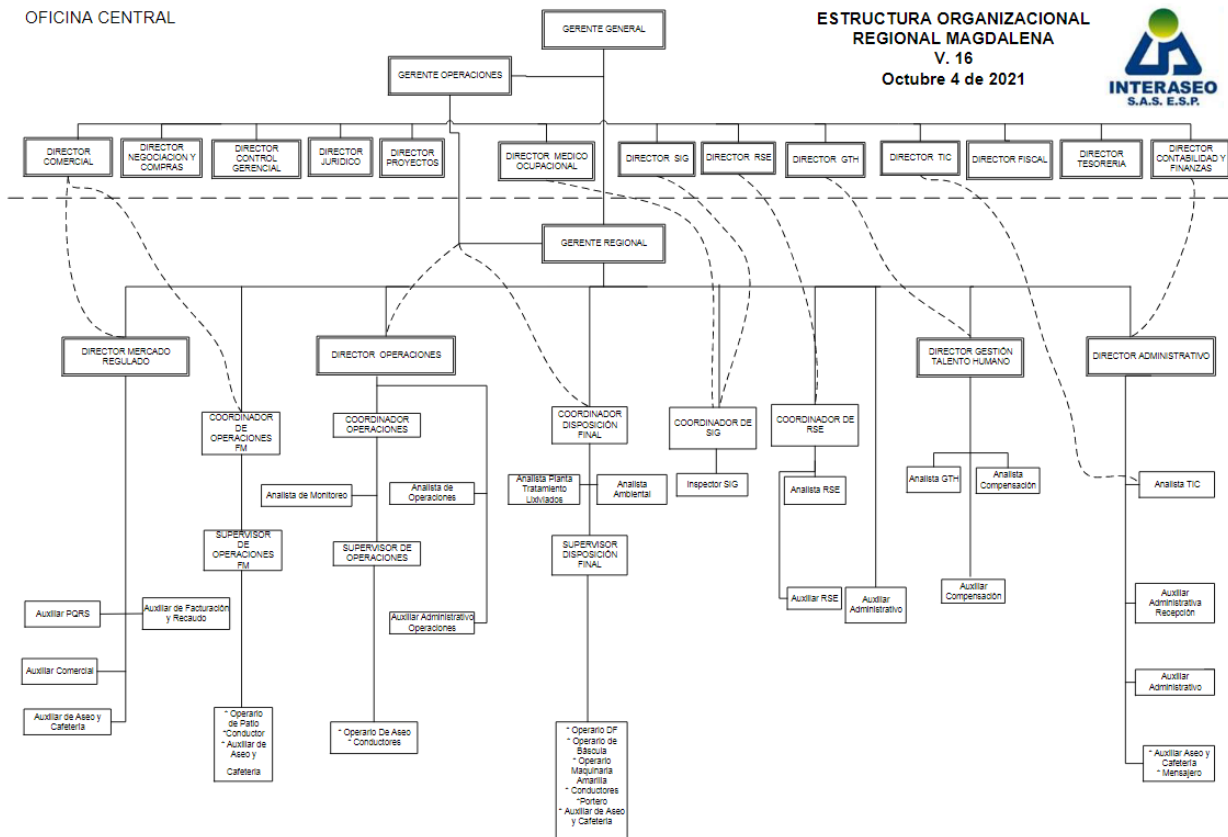 OFICINA CENTRAL
ESTRUCTURA ORGANIZACIONAL
REGIONAL MAGDALENA
V. 16
Octubre 4 de 2021
INTERASEO
S.A.S. E.S.P.
GERENTE GENERAL
GERENTE OPERACIONES
DIRECTOR
COMERCIAL
DIRECTOR
NEGOCIACION Y
COMPRAS
DIRECTOR
CONTROL
GERENCIAL
DIRECTOR
JURIDICO
DIRECTOR
PROYECTOS
DIRECTOR MEDICO
OCUPACIONAL
DIRECTOR SIG
DIRECTOR RSE
DIRECTOR GTH
DIRECTOR TIC
DIRECTOR FISCAL
DIRECTOR
TESORERIA
DIRECTOR
CONTABILIDAD Y
FINANZAS
GERENTE REGIONAL
DIRECTOR MERCADO
REGULADO
DIRECTOR OPERACIONES
DIRECTOR GESTIÓN
TALENTO HUMANO
DIRECTOR ADMINISTRATIVO
COORDINADOR
DE
OPERACIONES
FM
COORDINADOR
OPERACIONES
COORDINADOR
DISPOSICIÓN
FINAL
COORDINADOR DE
SIG
COORDINADOR DE
RSE
Analista de Monitoreo
Analista de
Operaciones
Analista Planta
Tratamiento
Lixiviados
Analista
Ambiental
Inspector SIG
Analista RSE
Analista GTH
Analista
Compensación
Analista TIC
SUPERVISOR
DE
OPERACIONES
FM
SUPERVISOR DE
OPERACIONES
SUPERVISOR
DISPOSICIÓN
FINAL
Auxiliar PQRS
Auxiliar de Facturación
y Recaudo
Auxiliar Administrativo
Operaciones
Auxiliar RSE
Auxiliar
Administrativo
Auxiliar
Compensación
Auxiliar
Administrativa
Recepción
Auxiliar Comercial
Auxiliar
Administrativo
Auxiliar de Aseo y
Cafetería
* Operario
de Patio
*Conductor
* Auxiliar de
Aseo y
Cafetería
* Operario De Aseo
* Conductores
* Operario DF
* Operario de
Báscula
* Operario
Maquinaria
Amarilla
* Conductores
*Portero
* Auxiliar de Aseo
y Cafetería
* Auxiliar Aseo y
Cafetería
* Mensajero